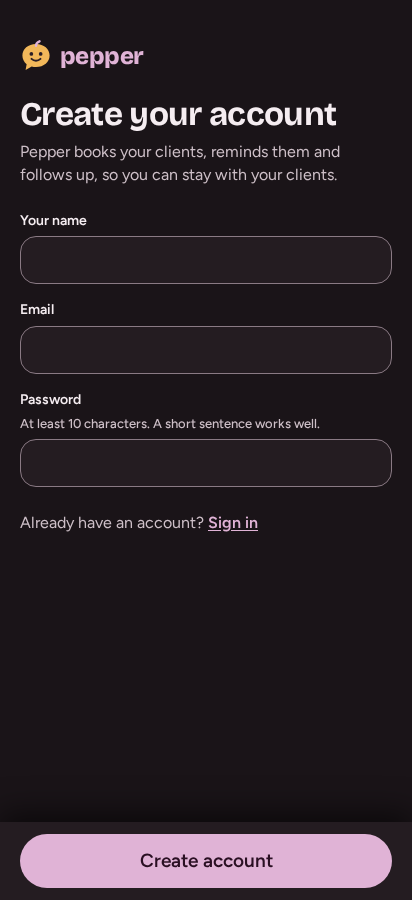 pepper
Create your account
Pepper books your clients, reminds them and
follows up, so you can stay with your clients.
Your name
Email
Password
At least 10 characters. A short sentence works well.
Already have an account? Sign in
Create account